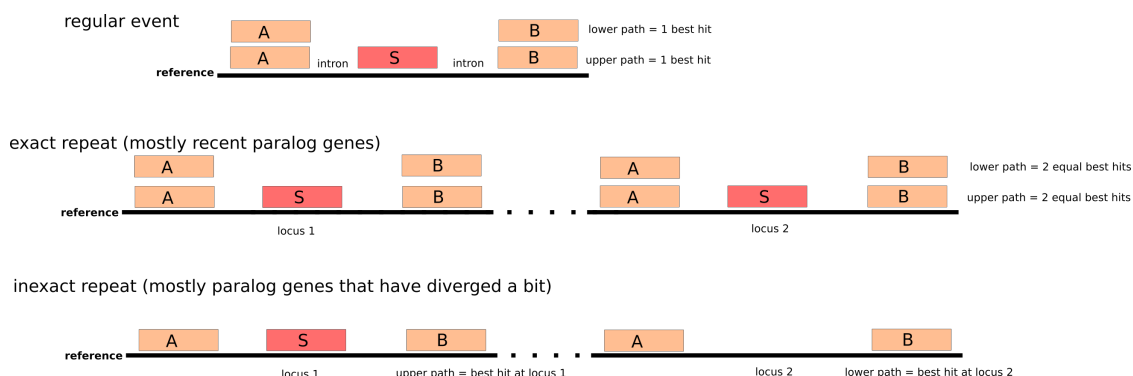 regular event
A B lower path = 1 best hit
A intron S intron B upper path = 1 best hit
reference
exact repeat (mostly recent paralog genes)
A B A B lower path = 2 equal best hits
A S B A S B upper path = 2 equal best hits
reference
locus 1 locus 2
inexact repeat (mostly paralog genes that have diverged a bit)
A S B A B
reference
locus 1 upper path = best hit at locus 1 locus 2 lower path = best hit at locus 2